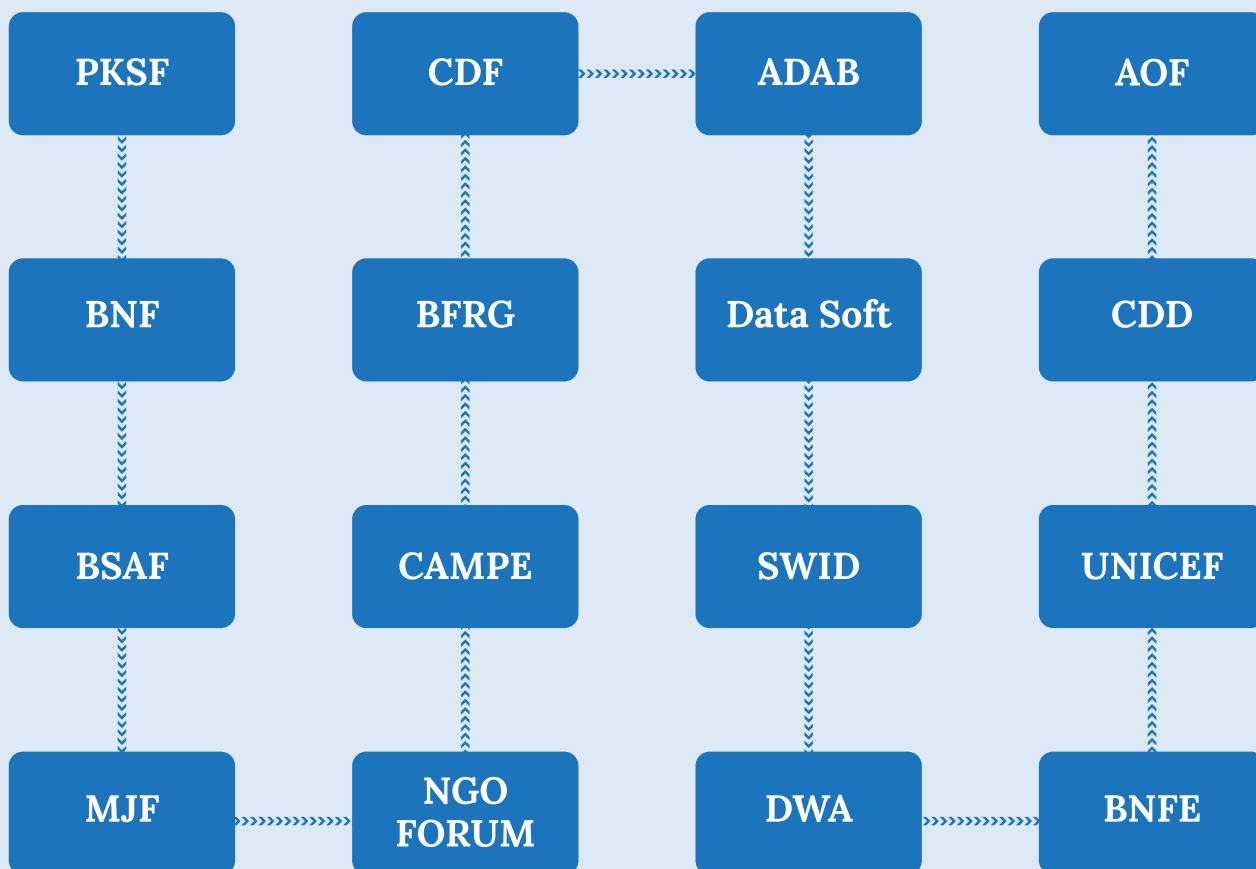 PKSF
CDF
ADAB
AOF
BNF
BFRG
Data Soft
CDD
BSAF
CAMPE
SWID
UNICEF
MJF
NGO
FORUM
DWA
BNFE